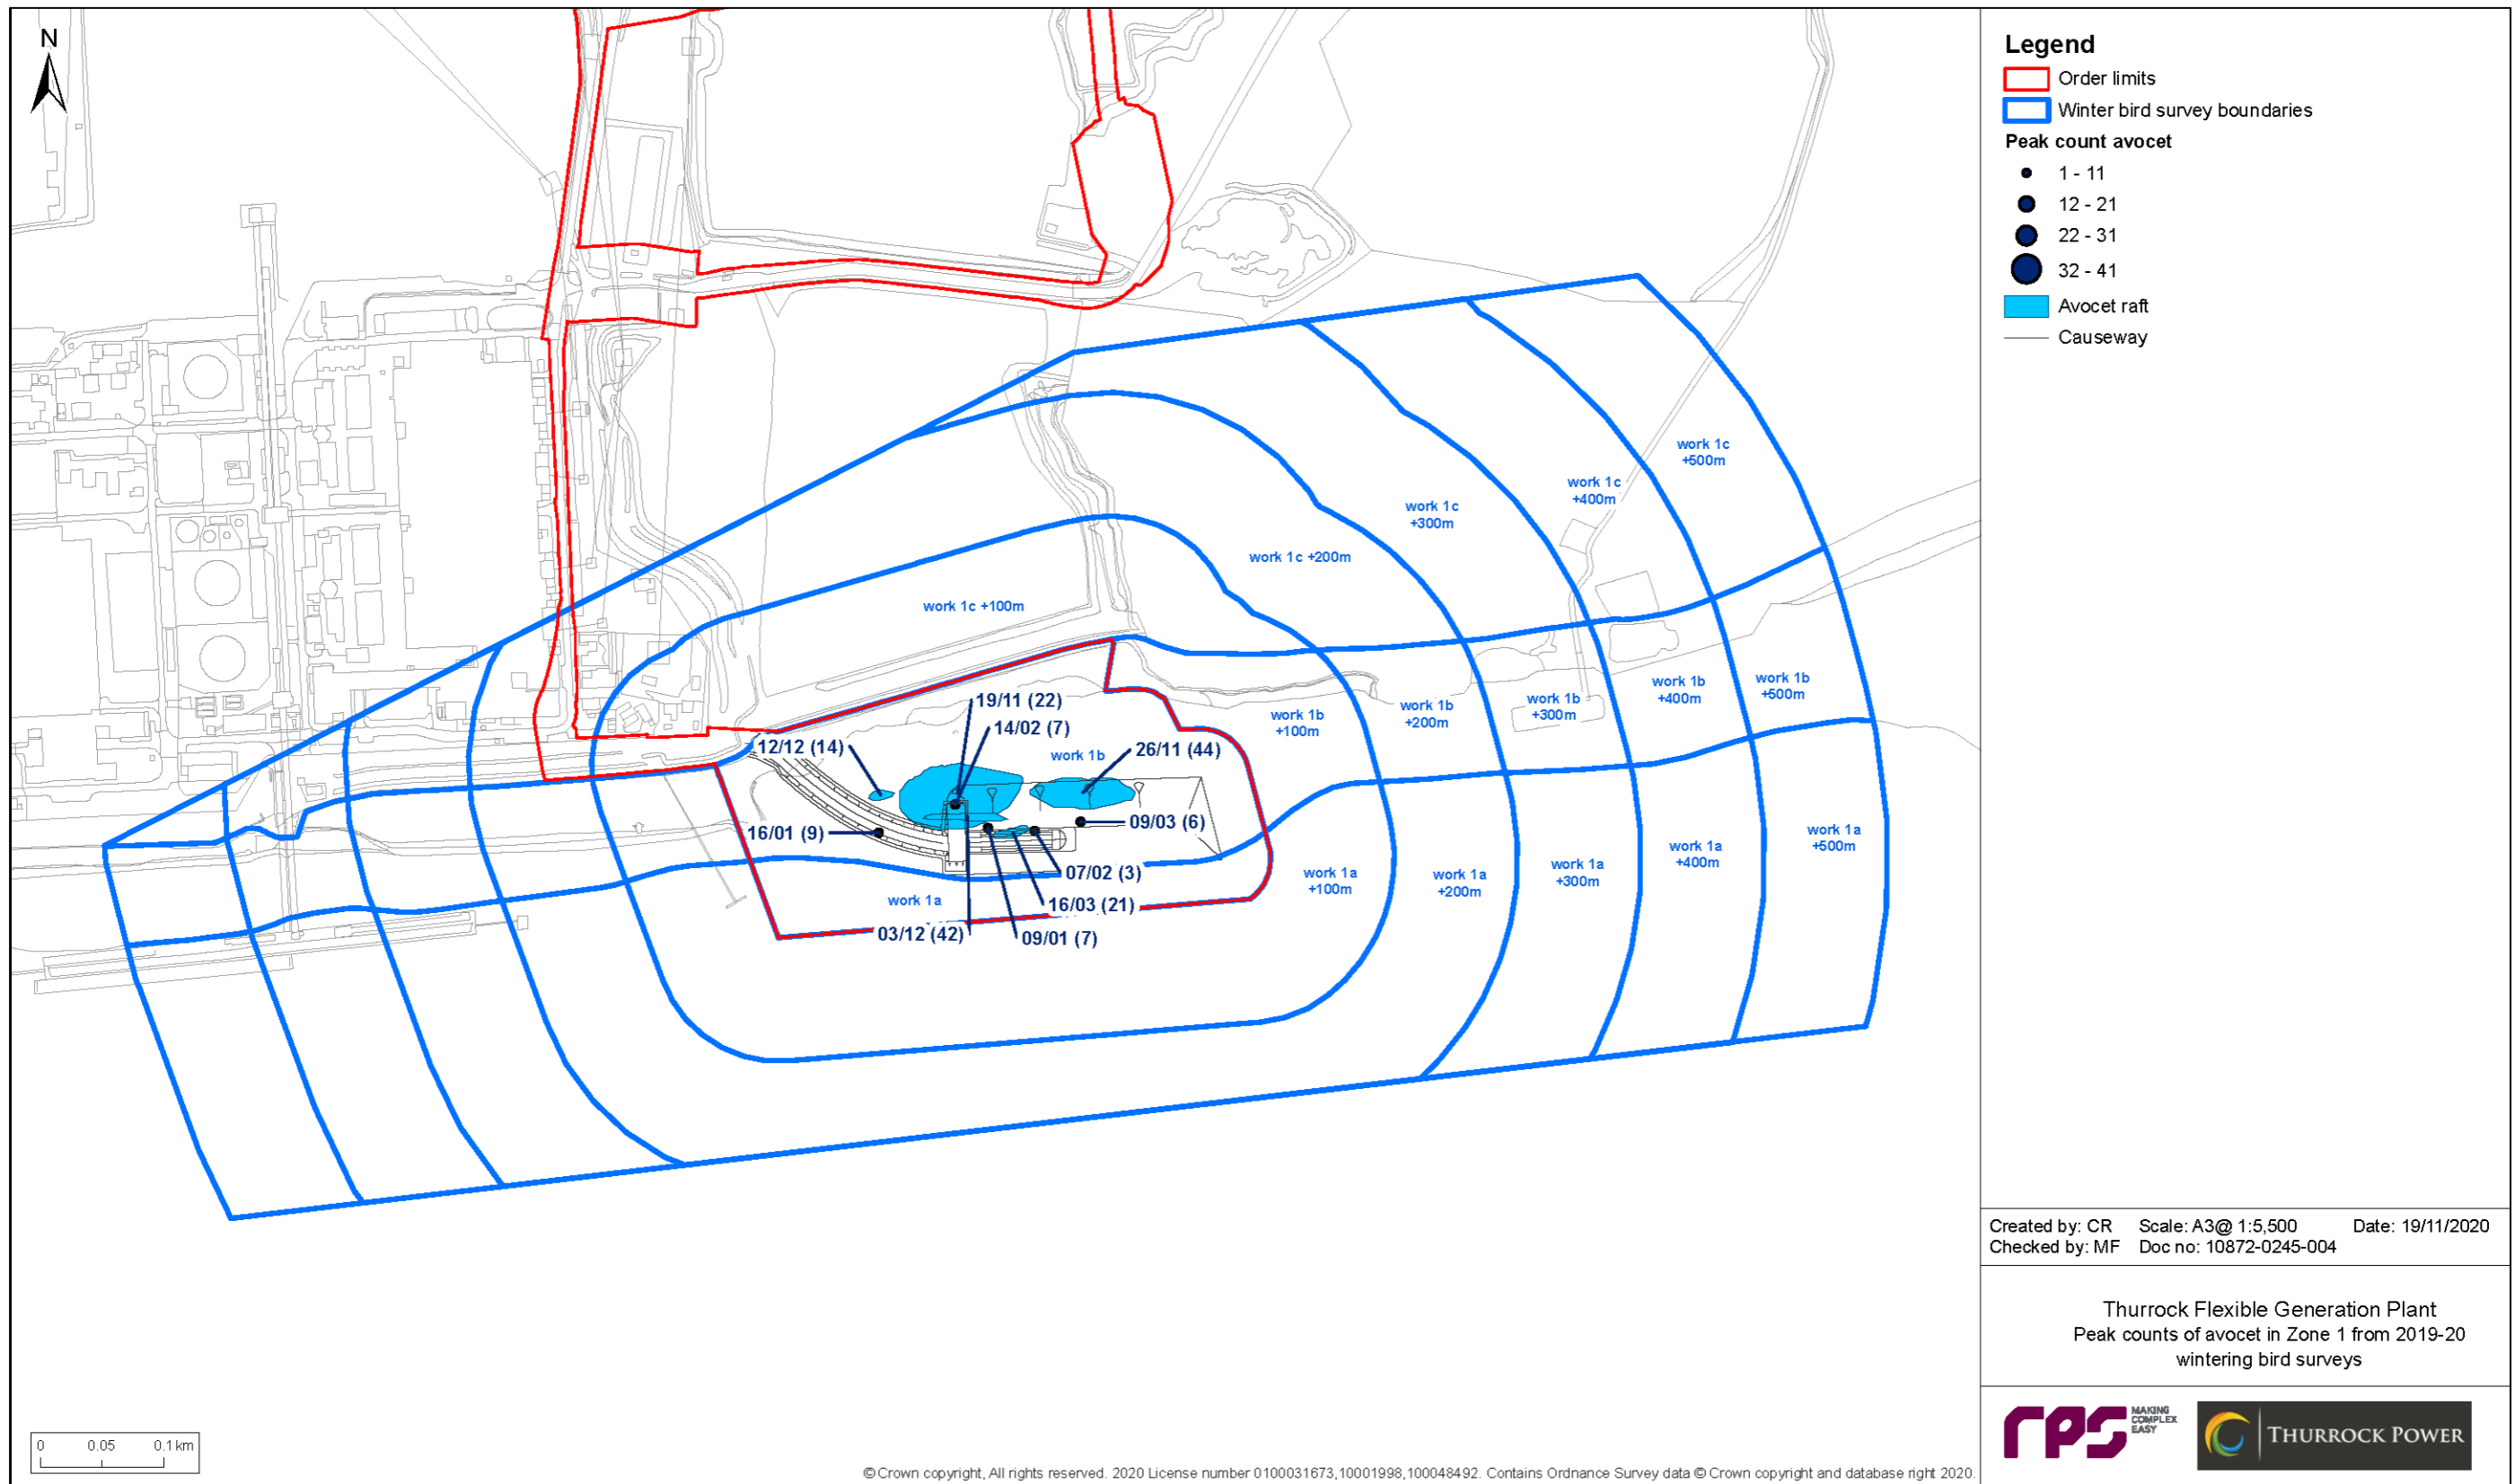 N
Legend
Order limits
Winter bird survey boundaries
Peak count avocet
1 - 11
12 - 21
22 - 31
32 - 41
Avocet raft
Causeway
work 1c
+500m
work 1c
+400m
work 1c
+300m
work 1c +200m
work 1c +100m
work 1b
+500m
work 1b
+400m
work 1b
+300m
work 1b
+200m
work 1b
+100m
work 1b
19/11 (22)
14/02 (7)
12/12 (14)
26/11 (44)
16/01 (9)
09/03 (6)
07/02 (3)
16/03 (21)
03/12 (42)
09/01 (7)
work 1a
work 1a
+100m
work 1a
+200m
work 1a
+300m
work 1a
+400m
work 1a
+500m
Created by: CR Scale: A3@ 1:5,500 Date: 19/11/2020
Checked by: MF Doc no: 10872-0245-004
Thurrock Flexible Generation Plant
Peak counts of avocet in Zone 1 from 2019-20
wintering bird surveys
rps
MAKING
COMPLEX
EASY
THURROCK POWER
0 0.05 0.1 km
© Crown copyright, All rights reserved. 2020 License number 0100031673,10001998,100048492. Contains Ordnance Survey data © Crown copyright and database right 2020.